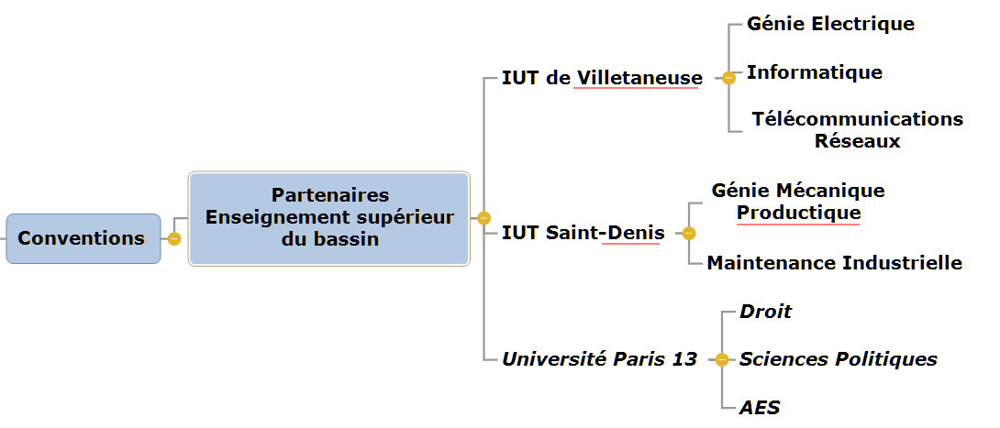 Conventions
Partenaires
Enseignement supérieur
du bassin
IUT de Villetaneuse
Génie Electrique
Informatique
Télécommunications
Réseaux
IUT Saint-Denis
Génie Mécanique
Productique
Maintenance Industrielle
Université Paris 13
Droit
Sciences Politiques
AES